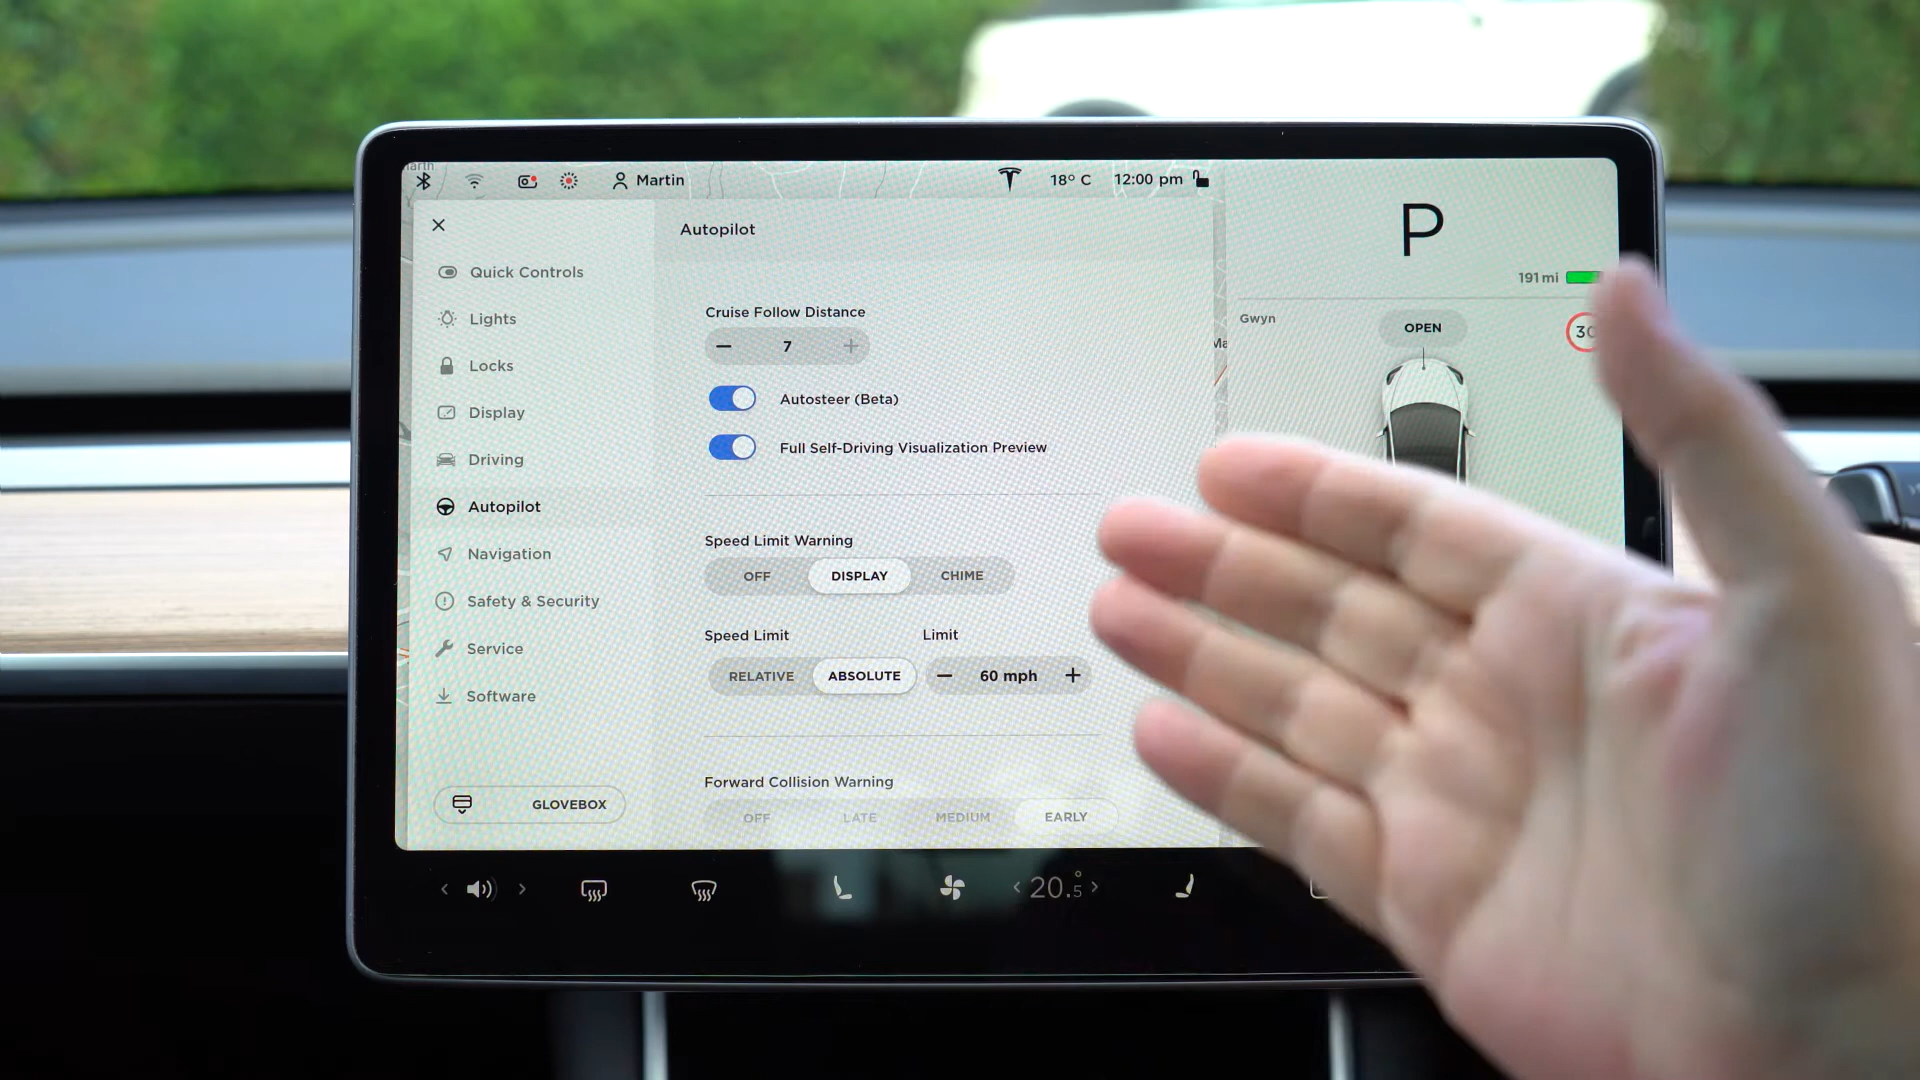 Martin
18° C
12:00 pm
P
191 mi
Gwyn
OPEN
Autopilot
Quick Controls
Lights
Locks
Display
Driving
Autopilot
Navigation
Safety & Security
Service
Software
GLOVEBOX
Cruise Follow Distance
7
Autosteer (Beta)
Full Self-Driving Visualization Preview
Speed Limit Warning
OFF DISPLAY CHIME
Speed Limit Limit
RELATIVE ABSOLUTE 60 mph
Forward Collision Warning
OFF LATE MEDIUM EARLY
20.5°